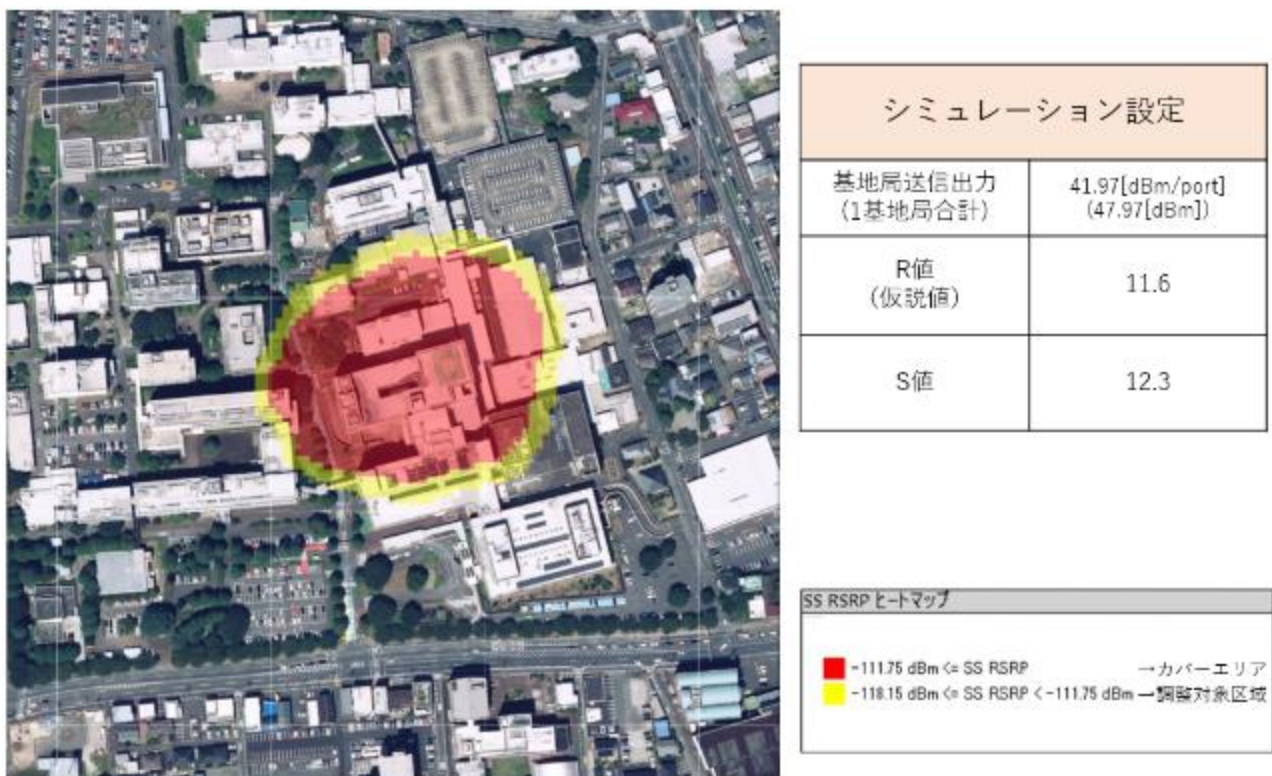 シミュレーション設定
基地局送信出力
(1基地局合計)
41.97[dBm/port]
(47.97[dBm])
R値
(仮説値)
11.6
S値
12.3
SS RSRP ヒートマップ
-111.75 dBm <= SS RSRP →カバーエリア
-118.15 dBm <= SS RSRP < -111.75 dBm →調整対象区域